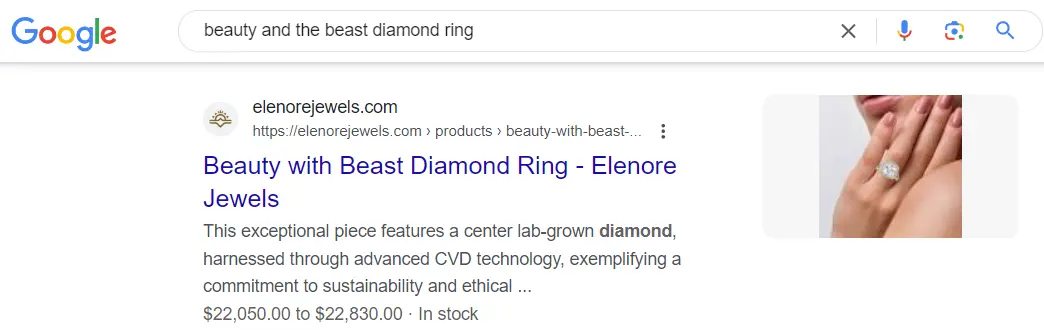 Google
beauty and the beast diamond ring
elenorejewels.com
https://elenorejewels.com › products › beauty-with-beast-...
Beauty with Beast Diamond Ring - Elenore
Jewels
This exceptional piece features a center lab-grown diamond,
harnessed through advanced CVD technology, exemplifying a
commitment to sustainability and ethical ...
$22,050.00 to $22,830.00 · In stock